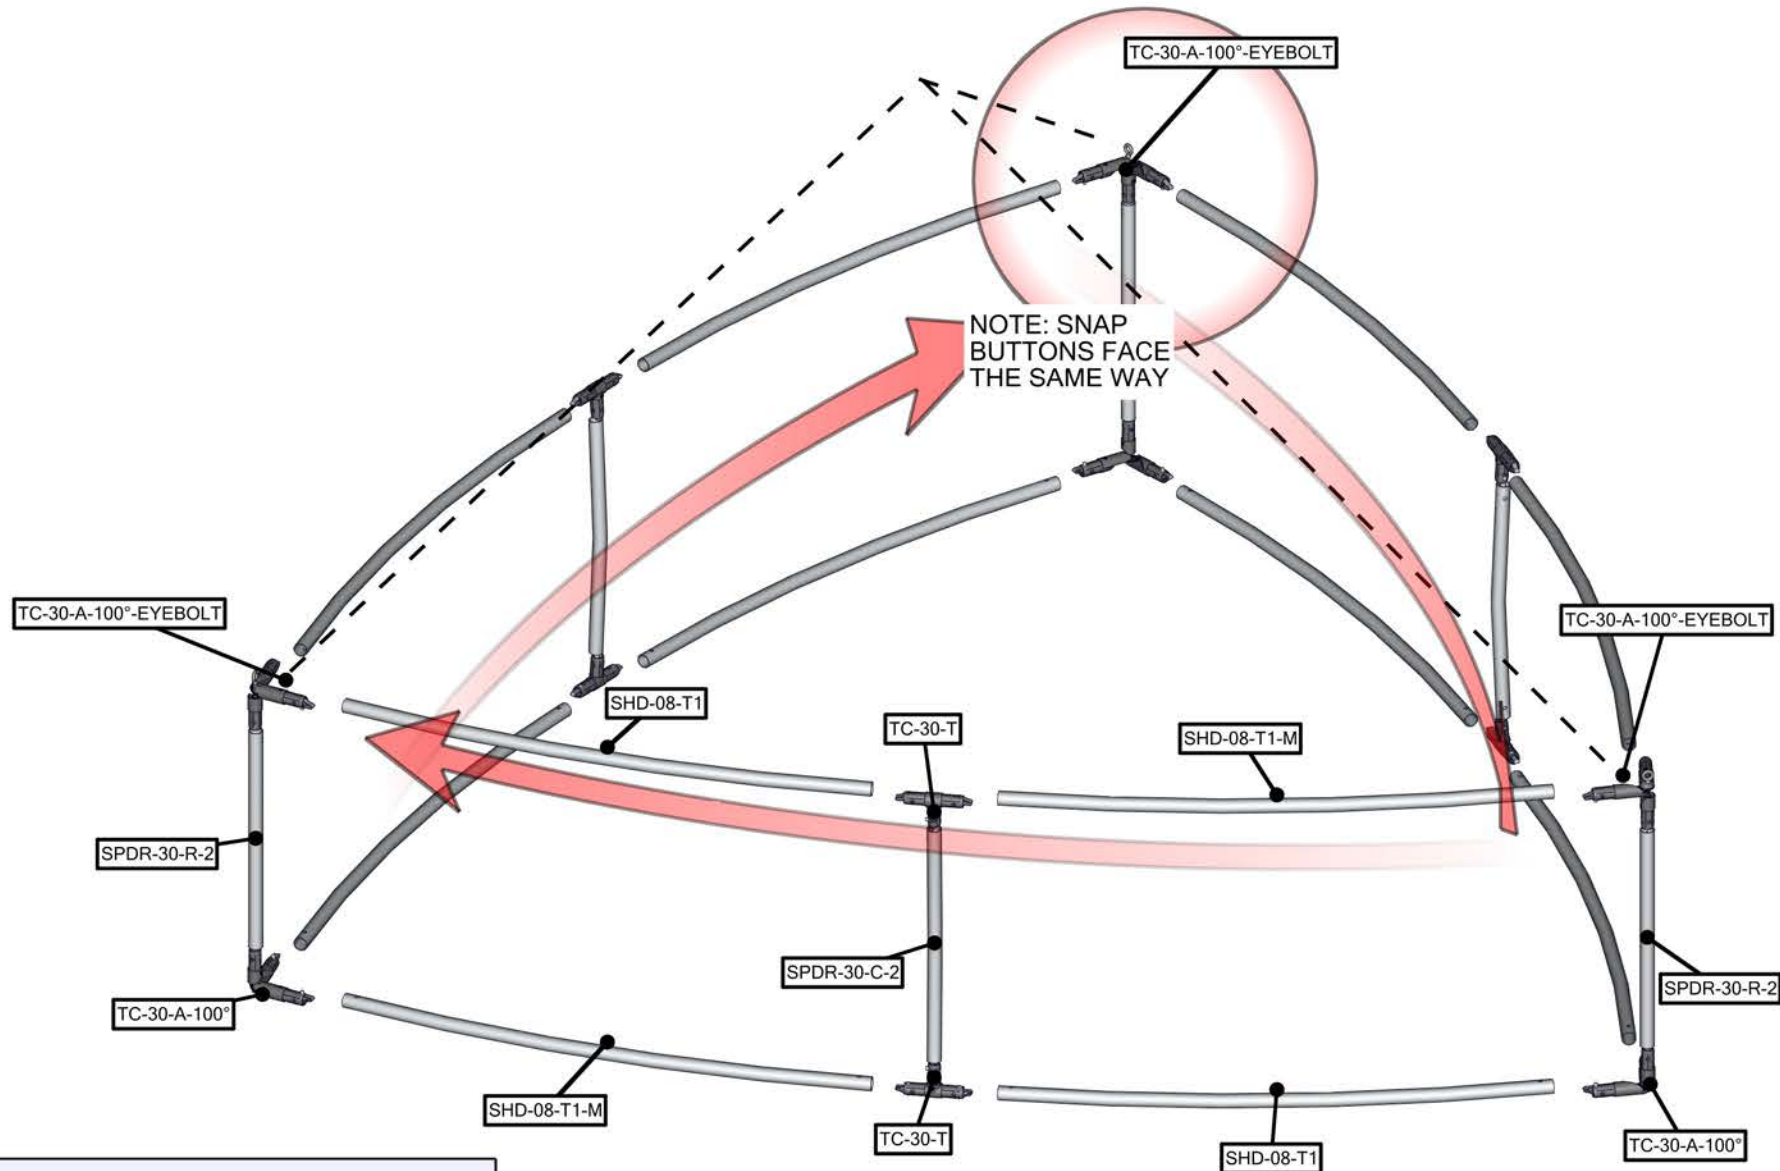 TC-30-A-100°-EYEBOLT
NOTE: SNAP
BUTTONS FACE
THE SAME WAY
TC-30-A-100°-EYEBOLT
TC-30-A-100°-EYEBOLT
SHD-08-T1
TC-30-T
SHD-08-T1-M
SPDR-30-R-2
SPDR-30-C-2
SPDR-30-R-2
TC-30-A-100°
SHD-08-T1-M
TC-30-T
SHD-08-T1
TC-30-A-100°